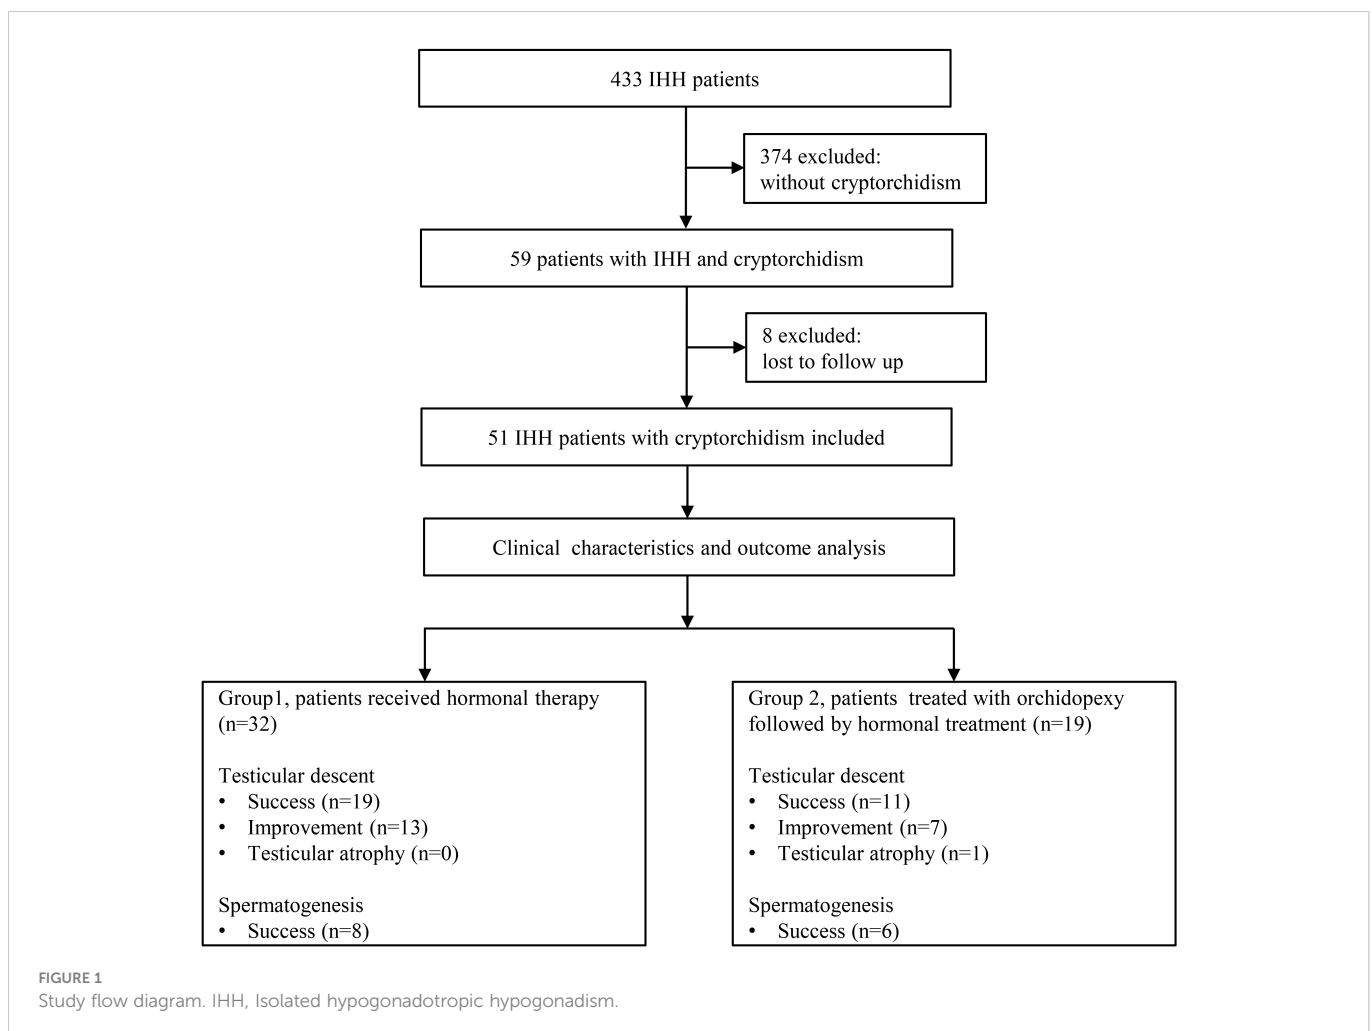 433 IHH patients
374 excluded:
without cryptorchidism
59 patients with IHH and cryptorchidism
8 excluded:
lost to follow up
51 IHH patients with cryptorchidism included
Clinical  characteristics and outcome analysis
Group1, patients received hormonal therapy
(n=32)
Testicular descent
• Success (n=19)
• Improvement (n=13)
• Testicular atrophy (n=0)
Spermatogenesis
• Success (n=8)
Group 2, patients  treated with orchidopexy
followed by hormonal treatment (n=19)
Testicular descent
• Success (n=11)
• Improvement (n=7)
• Testicular atrophy (n=1)
Spermatogenesis
• Success (n=6)
FIGURE 1
Study flow diagram. IHH, Isolated hypogonadotropic hypogonadism.